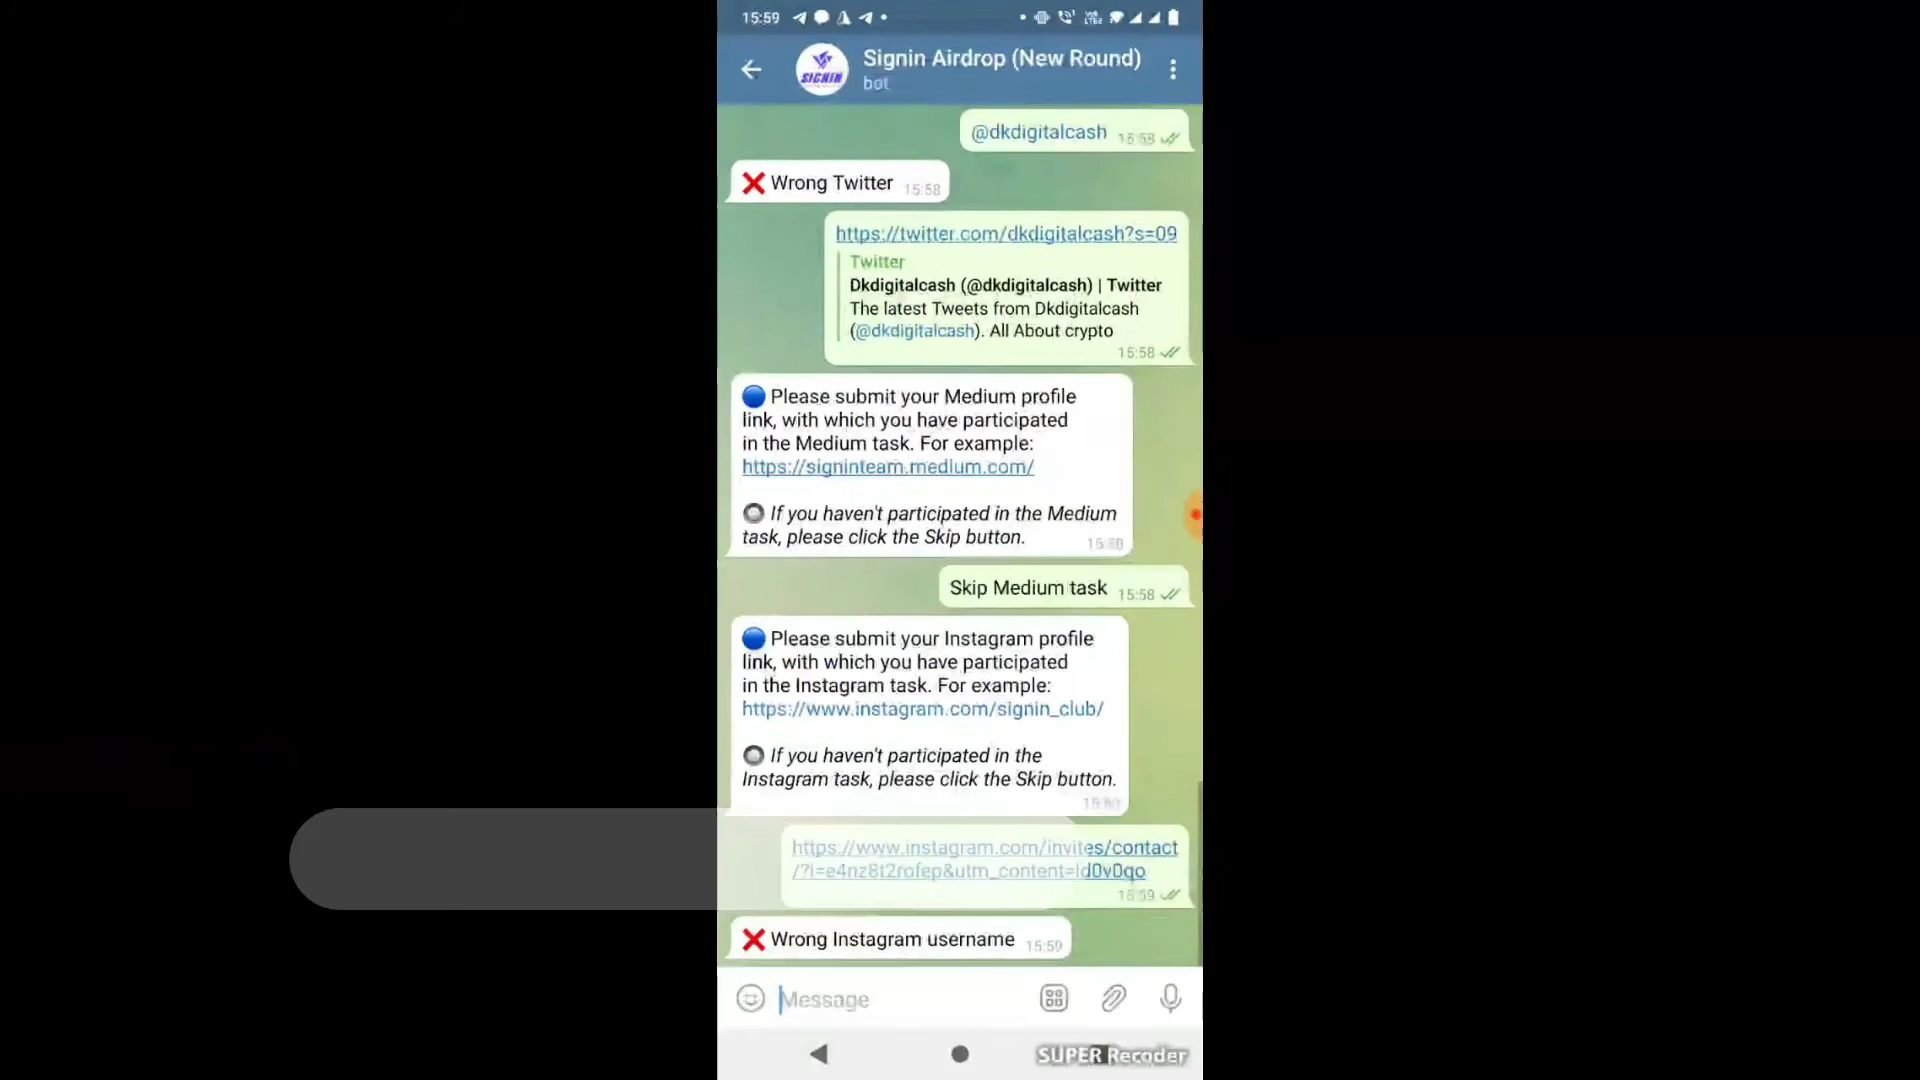 15:59
Signin Airdrop (New Round)
bot
SIGNIN
@dkdigitalcash 15:58
❌ Wrong Twitter 15:58
https://twitter.com/dkdigitalcash?s=09
Twitter
Dkdigitalcash (@dkdigitalcash) | Twitter
The latest Tweets from Dkdigitalcash
(@dkdigitalcash). All About crypto
15:58
🔵 Please submit your Medium profile
link, with which you have participated
in the Medium task. For example:
https://signinteam.medium.com/
🔘 If you haven't participated in the Medium
task, please click the Skip button. 15:58
Skip Medium task 15:58
🔵 Please submit your Instagram profile
link, with which you have participated
in the Instagram task. For example:
https://www.instagram.com/signin_club/
🔘 If you haven't participated in the
Instagram task, please click the Skip button.
https://www.instagram.com/invites/contact
/?i=e4nz8t2rofep&utm_content=ld0v0qo
15:59
❌ Wrong Instagram username 15:59
Message
SUPER Recorder